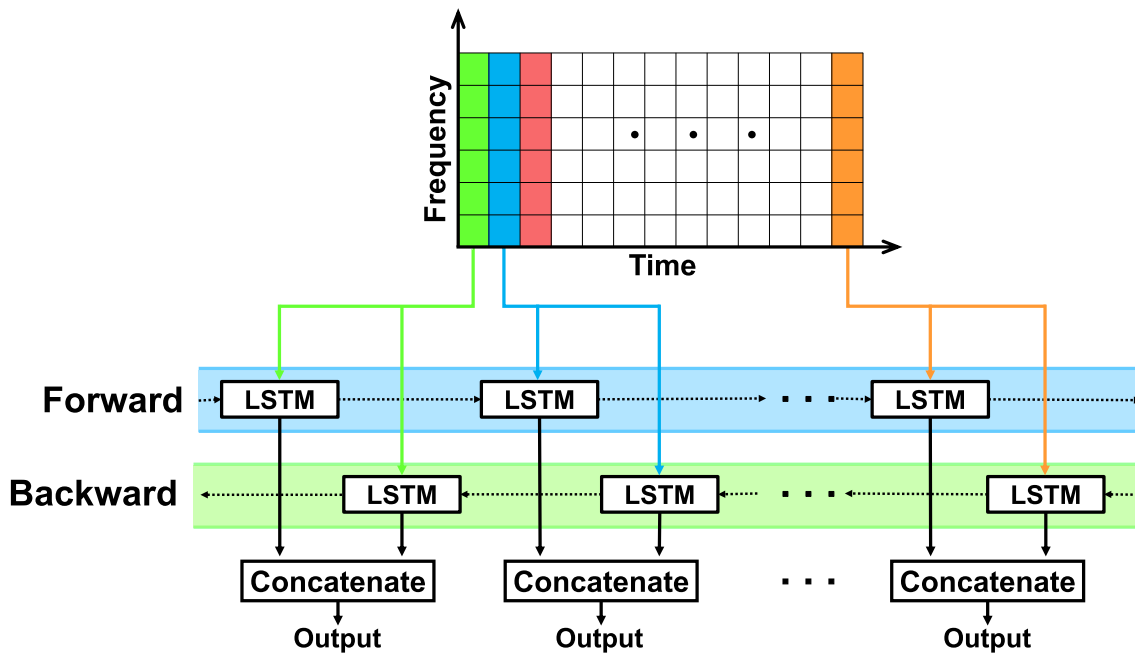 Frequency
Time
Forward
LSTM
LSTM
. . .
LSTM
Backward
LSTM
LSTM
. . .
LSTM
Concatenate
Concatenate
. . .
Concatenate
Output
Output
Output